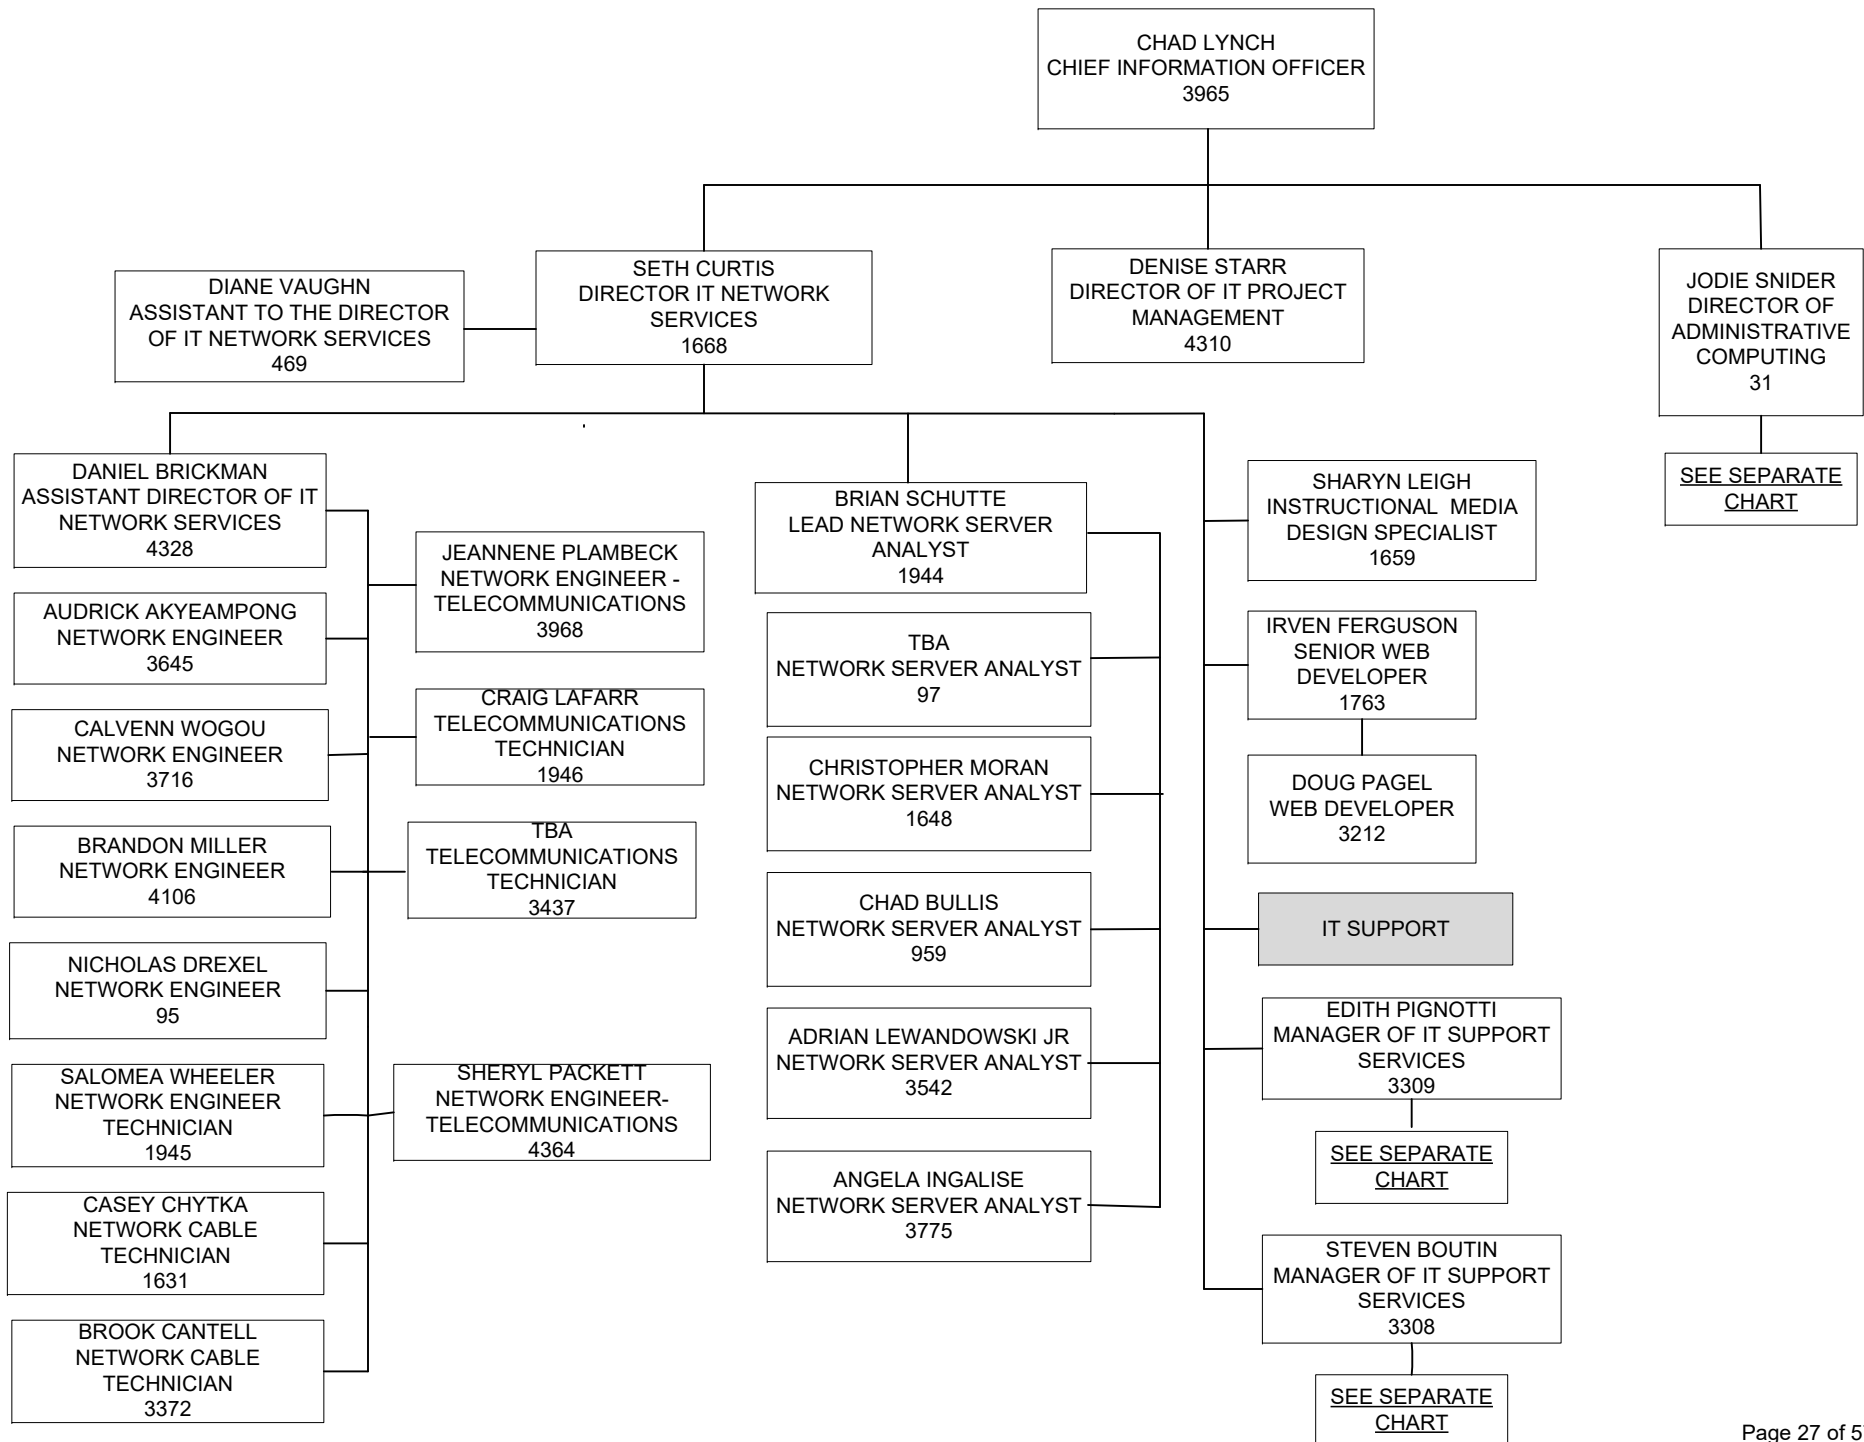 CHAD LYNCH
CHIEF INFORMATION OFFICER
3965
DIANE VAUGHN
ASSISTANT TO THE DIRECTOR
OF IT NETWORK SERVICES
469
SETH CURTIS
DIRECTOR IT NETWORK
SERVICES
1668
DENISE STARR
DIRECTOR OF IT PROJECT
MANAGEMENT
4310
JODIE SNIDER
DIRECTOR OF
ADMINISTRATIVE
COMPUTING
31
SEE SEPARATE
CHART
DANIEL BRICKMAN
ASSISTANT DIRECTOR OF IT
NETWORK SERVICES
4328
AUDRICK AKYEAMPONG
NETWORK ENGINEER
3645
CALVENN WOGOU
NETWORK ENGINEER
3716
BRANDON MILLER
NETWORK ENGINEER
4106
NICHOLAS DREXEL
NETWORK ENGINEER
95
SALOMEA WHEELER
NETWORK ENGINEER
TECHNICIAN
1945
CASEY CHYTKA
NETWORK CABLE
TECHNICIAN
1631
BROOK CANTELL
NETWORK CABLE
TECHNICIAN
3372
JEANNENE PLAMBECK
NETWORK ENGINEER -
TELECOMMUNICATIONS
3968
CRAIG LAFARR
TELECOMMUNICATIONS
TECHNICIAN
1946
TBA
TELECOMMUNICATIONS
TECHNICIAN
3437
SHERYL PACKETT
NETWORK ENGINEER-
TELECOMMUNICATIONS
4364
BRIAN SCHUTTE
LEAD NETWORK SERVER
ANALYST
1944
TBA
NETWORK SERVER ANALYST
97
CHRISTOPHER MORAN
NETWORK SERVER ANALYST
1648
CHAD BULLIS
NETWORK SERVER ANALYST
959
ADRIAN LEWANDOWSKI JR
NETWORK SERVER ANALYST
3542
ANGELA INGALISE
NETWORK SERVER ANALYST
3775
SHARYN LEIGH
INSTRUCTIONAL  MEDIA
DESIGN SPECIALIST
1659
IRVEN FERGUSON
SENIOR WEB
DEVELOPER
1763
DOUG PAGEL
WEB DEVELOPER
3212
IT SUPPORT
EDITH PIGNOTTI
MANAGER OF IT SUPPORT
SERVICES
3309
SEE SEPARATE
CHART
STEVEN BOUTIN
MANAGER OF IT SUPPORT
SERVICES
3308
SEE SEPARATE
CHART
Page 27 of